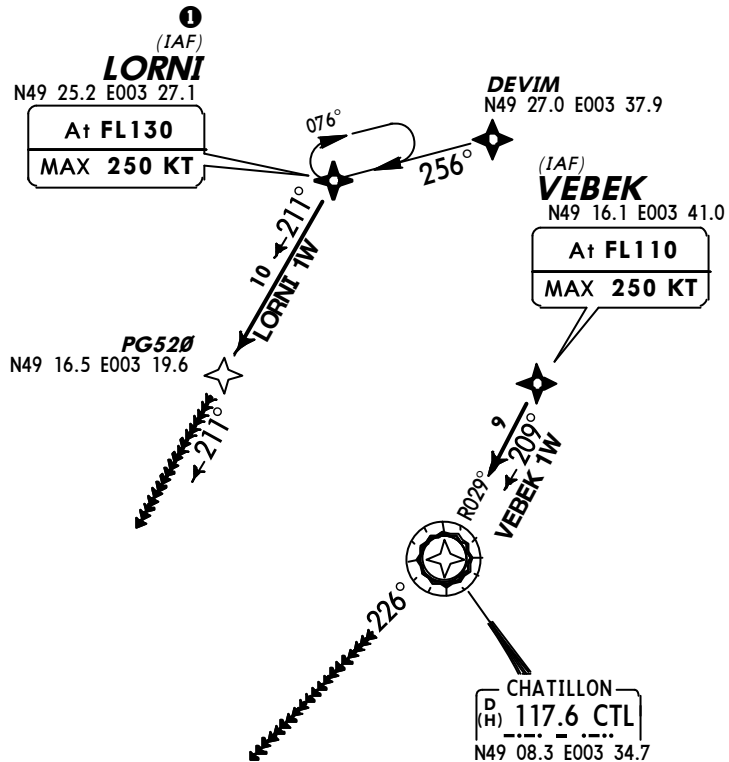 ❶
(IAF)
LORNI
N49 25.2 E003 27.1
At FL130
MAX 250 KT
076°
DEVIM
N49 27.0 E003 37.9
256°
(IAF)
VEBEK
N49 16.1 E003 41.0
At FL110
MAX 250 KT
211°
10
LORNI 1W
PG52Ø
N49 16.5 E003 19.6
211°
9
209°
VEBEK 1W
R029°
226°
CHATILLON
D
(H) 117.6 CTL
N49 08.3 E003 34.7